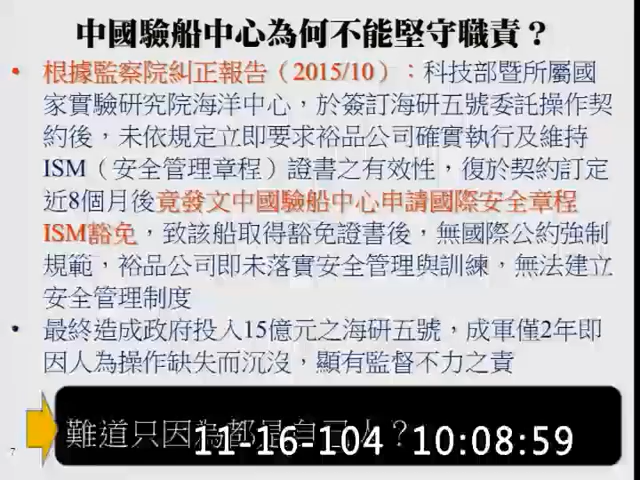 中國驗船中心為何不能堅守職責？
• 根據監察院糾正報告（2015/10）：科技部暨所屬國
家實驗研究院海洋中心，於簽訂海研五號委託操作契
約後，未依規定立即要求裕品公司確實執行及維持
ISM（安全管理章程）證書之有效性，復於契約訂定
近8個月後竟發文中國驗船中心申請國際安全章程
ISM豁免，致該船取得豁免證書後，無國際公約強制
規範，裕品公司即未落實安全管理與訓練，無法建立
安全管理制度
• 最終造成政府投入15億元之海研五號，成軍僅2年即
因人為操作缺失而沉沒，顯有監督不力之責
難道只因為都是自己人？
11-16-104 10:08:59
7